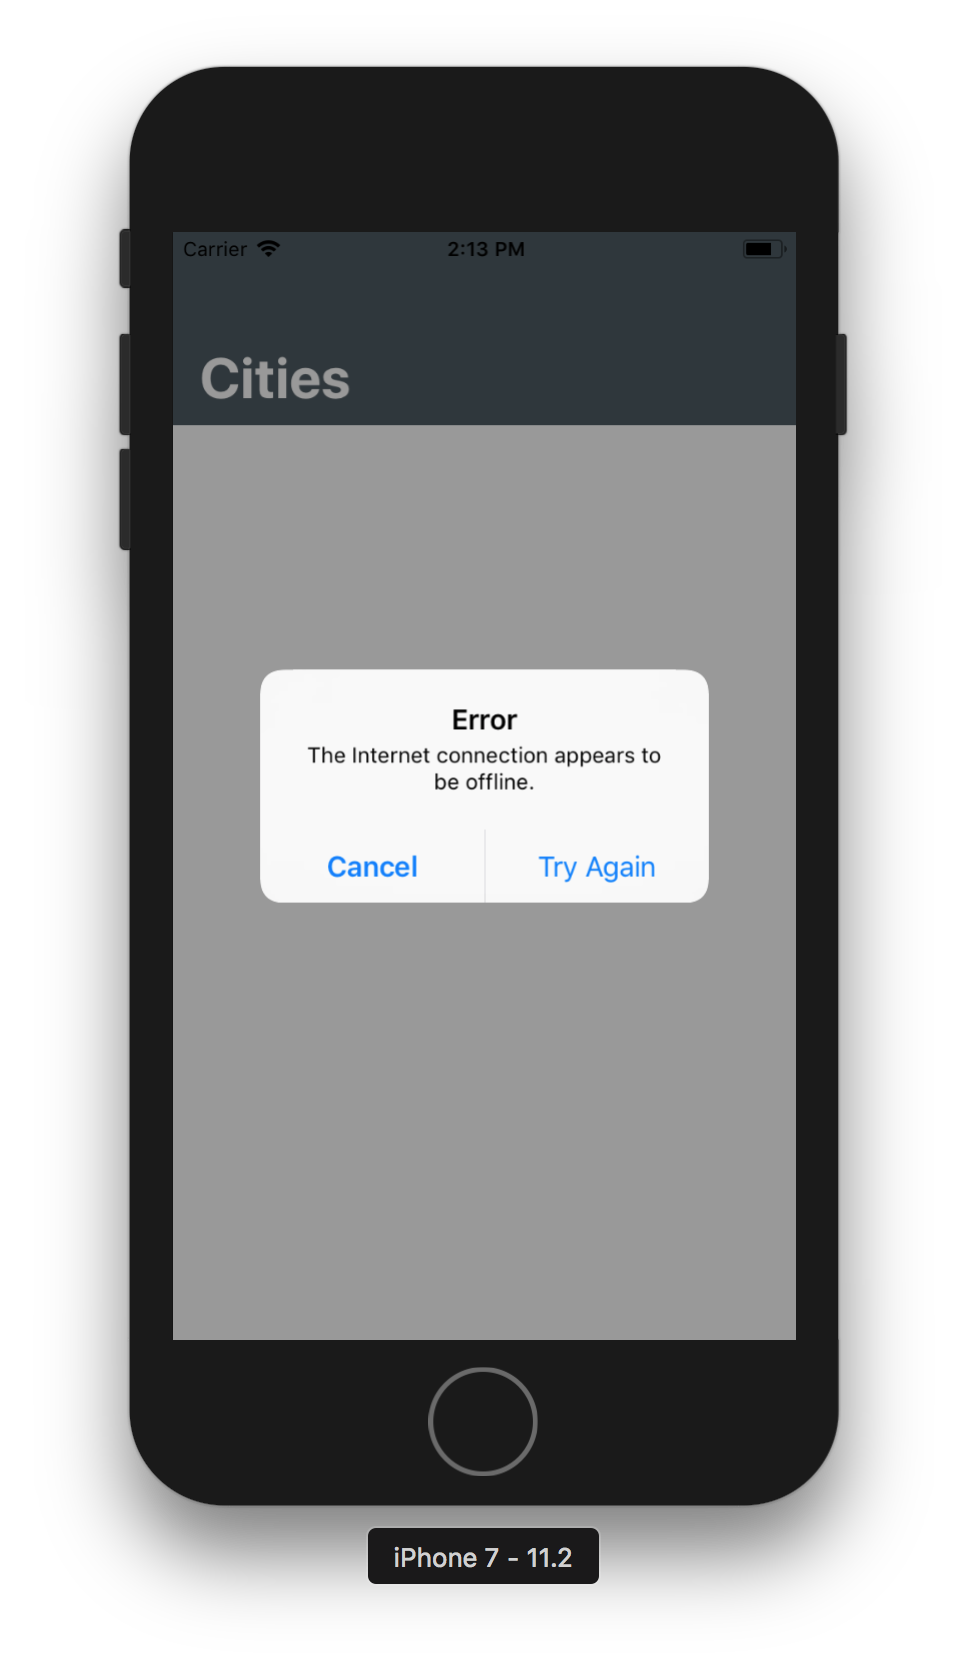 Carrier 2:13 PM
Cities
Error
The Internet connection appears to
be offline.
Cancel Try Again
iPhone 7 - 11.2